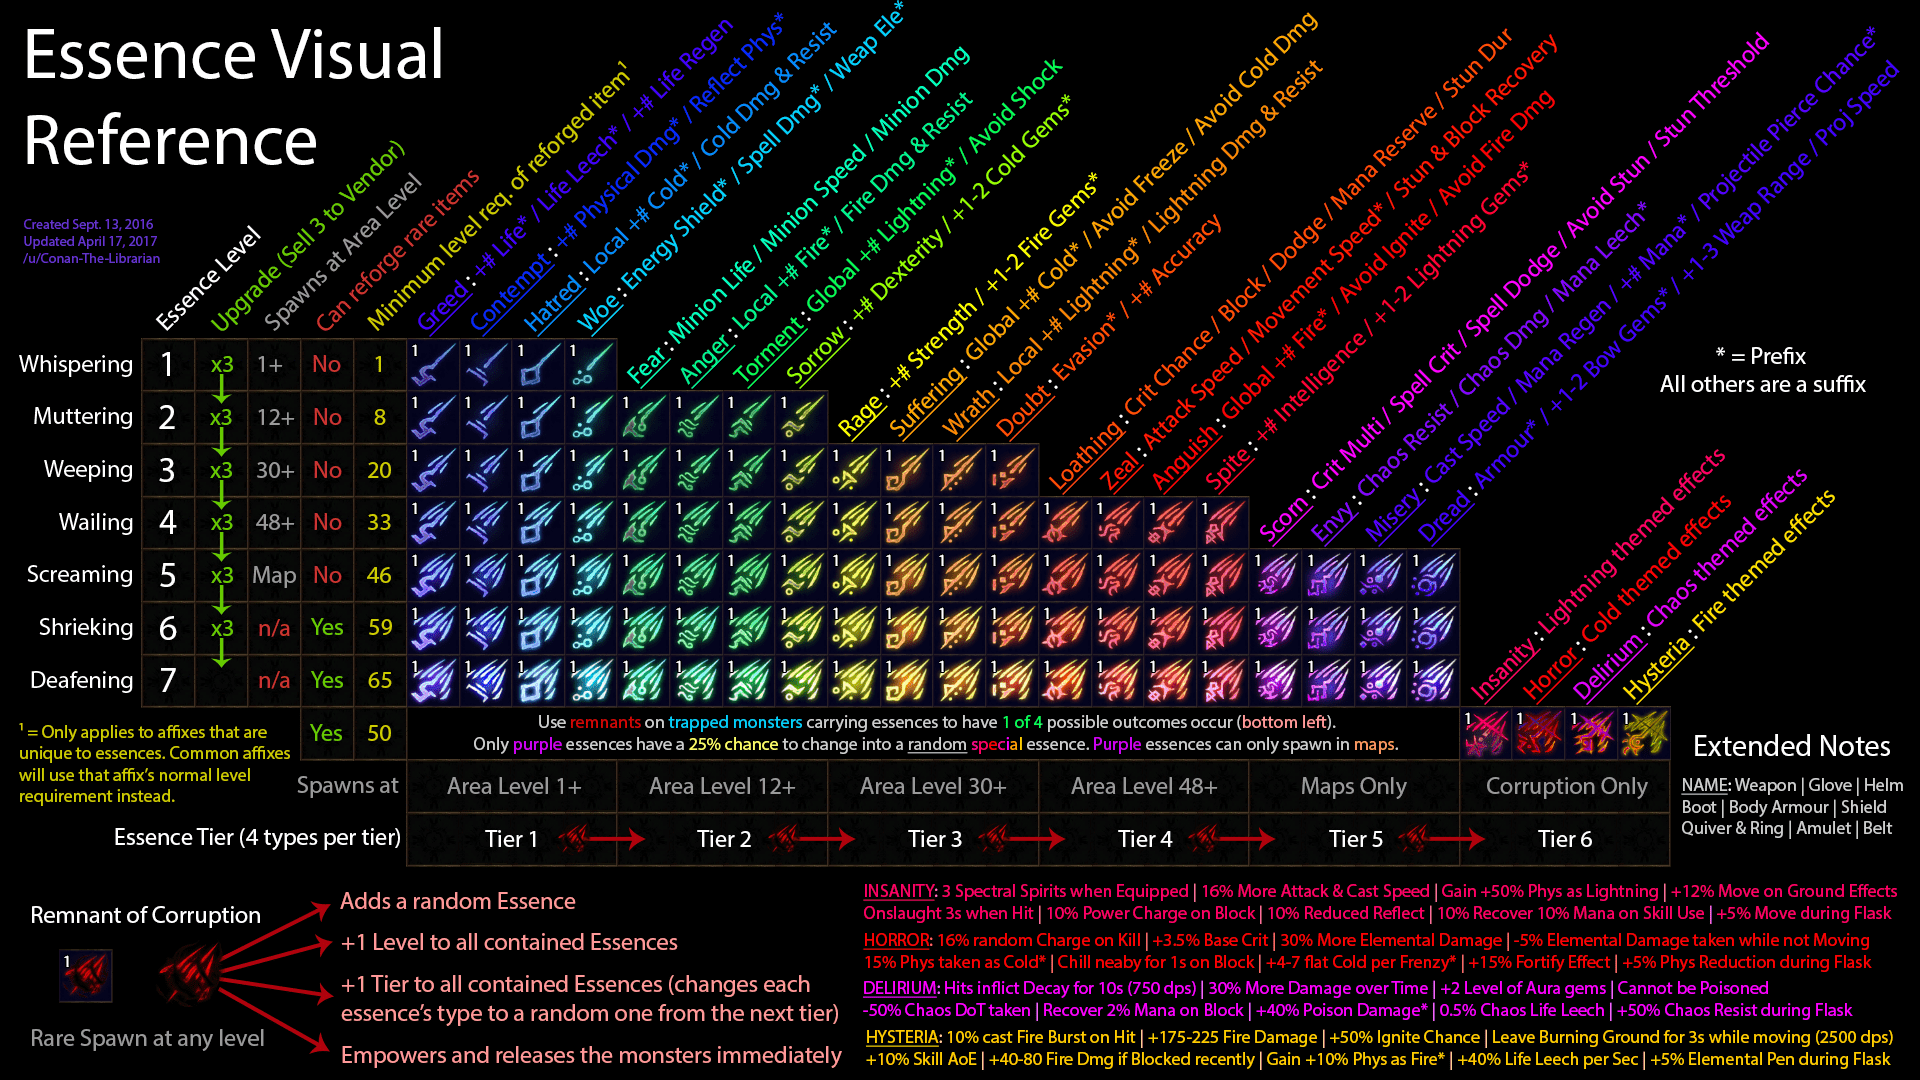 Essence Visual
Reference
Created Sept. 13, 2016
Updated April 17, 2017
/u/Conan-The-Librarian
Essence Level
Upgrade (Sell 3 to Vendor)
Spawns at Area Level
Can reforge rare items
Minimum level req. of reforged item¹
Greed : +# Life* / Life Leech* / +# Life Regen
Contempt : +# Physical Dmg* / Reflect Phys*
Hatred : Local +# Cold* / Cold Dmg & Resist
Woe : Energy Shield* / Spell Dmg* / Weap Ele*
Fear : Minion Life / Minion Speed / Minion Dmg
Anger : Local +# Fire* / Fire Dmg & Resist
Torment : Global +# Lightning* / Avoid Shock
Sorrow : +# Dexterity / +1-2 Cold Gems*
Rage : +# Strength / +1-2 Fire Gems*
Suffering : Global +# Cold* / Avoid Freeze / Avoid Cold Dmg
Wrath : Local +# Lightning* / Lightning Dmg & Resist
Doubt : Evasion* / +# Accuracy
Loathing : Crit Chance / Block / Dodge / Mana Reserve / Stun Dur
Zeal : Attack Speed / Movement Speed* / Stun & Block Recovery
Anguish : Global +# Fire* / Avoid Ignite / Avoid Fire Dmg
Spite : +# Intelligence / +1-2 Lightning Gems*
Scorn : Crit Multi / Spell Crit / Spell Dodge / Avoid Stun / Stun Threshold
Envy : Chaos Resist / Chaos Dmg / Mana Leech*
Misery : Cast Speed / Mana Regen / +# Mana* / Projectile Pierce Chance*
Dread : Armour* / +1-2 Bow Gems* / +1-3 Weap Range / Proj Speed
Insanity : Lightning themed effects
Horror : Cold themed effects
Delirium : Chaos themed effects
Hysteria : Fire themed effects
* = Prefix
All others are a suffix
Whispering 1 x3 1+ No 1
Muttering 2 x3 12+ No 8
Weeping 3 x3 30+ No 20
Wailing 4 x3 48+ No 33
Screaming 5 x3 Map No 46
Shrieking 6 x3 n/a Yes 59
Deafening 7 n/a Yes 65
Yes 50
¹ = Only applies to affixes that are
unique to essences. Common affixes
will use that affix's normal level
requirement instead.
Use remnants on trapped monsters carrying essences to have 1 of 4 possible outcomes occur (bottom left).
Only purple essences have a 25% chance to change into a random special essence. Purple essences can only spawn in maps.
Spawns at Area Level 1+ Area Level 12+ Area Level 30+ Area Level 48+ Maps Only Corruption Only
Essence Tier (4 types per tier) Tier 1 Tier 2 Tier 3 Tier 4 Tier 5 Tier 6
Extended Notes
NAME: Weapon | Glove | Helm
Boot | Body Armour | Shield
Quiver & Ring | Amulet | Belt
Remnant of Corruption
1
Rare Spawn at any level
Adds a random Essence
+1 Level to all contained Essences
+1 Tier to all contained Essences (changes each
essence's type to a random one from the next tier)
Empowers and releases the monsters immediately
INSANITY: 3 Spectral Spirits when Equipped | 16% More Attack & Cast Speed | Gain +50% Phys as Lightning | +12% Move on Ground Effects
Onslaught 3s when Hit | 10% Power Charge on Block | 10% Reduced Reflect | 10% Recover 10% Mana on Skill Use | +5% Move during Flask
HORROR: 16% random Charge on Kill | +3.5% Base Crit | 30% More Elemental Damage | -5% Elemental Damage taken while not Moving
15% Phys taken as Cold* | Chill neaby for 1s on Block | +4-7 flat Cold per Frenzy* | +15% Fortify Effect | +5% Phys Reduction during Flask
DELIRIUM: Hits inflict Decay for 10s (750 dps) | 30% More Damage over Time | +2 Level of Aura gems | Cannot be Poisoned
-50% Chaos DoT taken | Recover 2% Mana on Block | +40% Poison Damage* | 0.5% Chaos Life Leech | +50% Chaos Resist during Flask
HYSTERIA: 10% cast Fire Burst on Hit | +175-225 Fire Damage | +50% Ignite Chance | Leave Burning Ground for 3s while moving (2500 dps)
+10% Skill AoE | +40-80 Fire Dmg if Blocked recently | Gain +10% Phys as Fire* | +40% Life Leech per Sec | +5% Elemental Pen during Flask